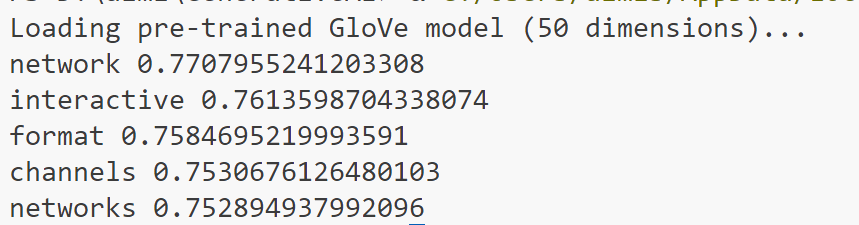 Loading pre-trained GloVe model (50 dimensions)...
network 0.7707955241203308
interactive 0.7613598704338074
format 0.7584695219993591
channels 0.7530676126480103
networks 0.752894937992096